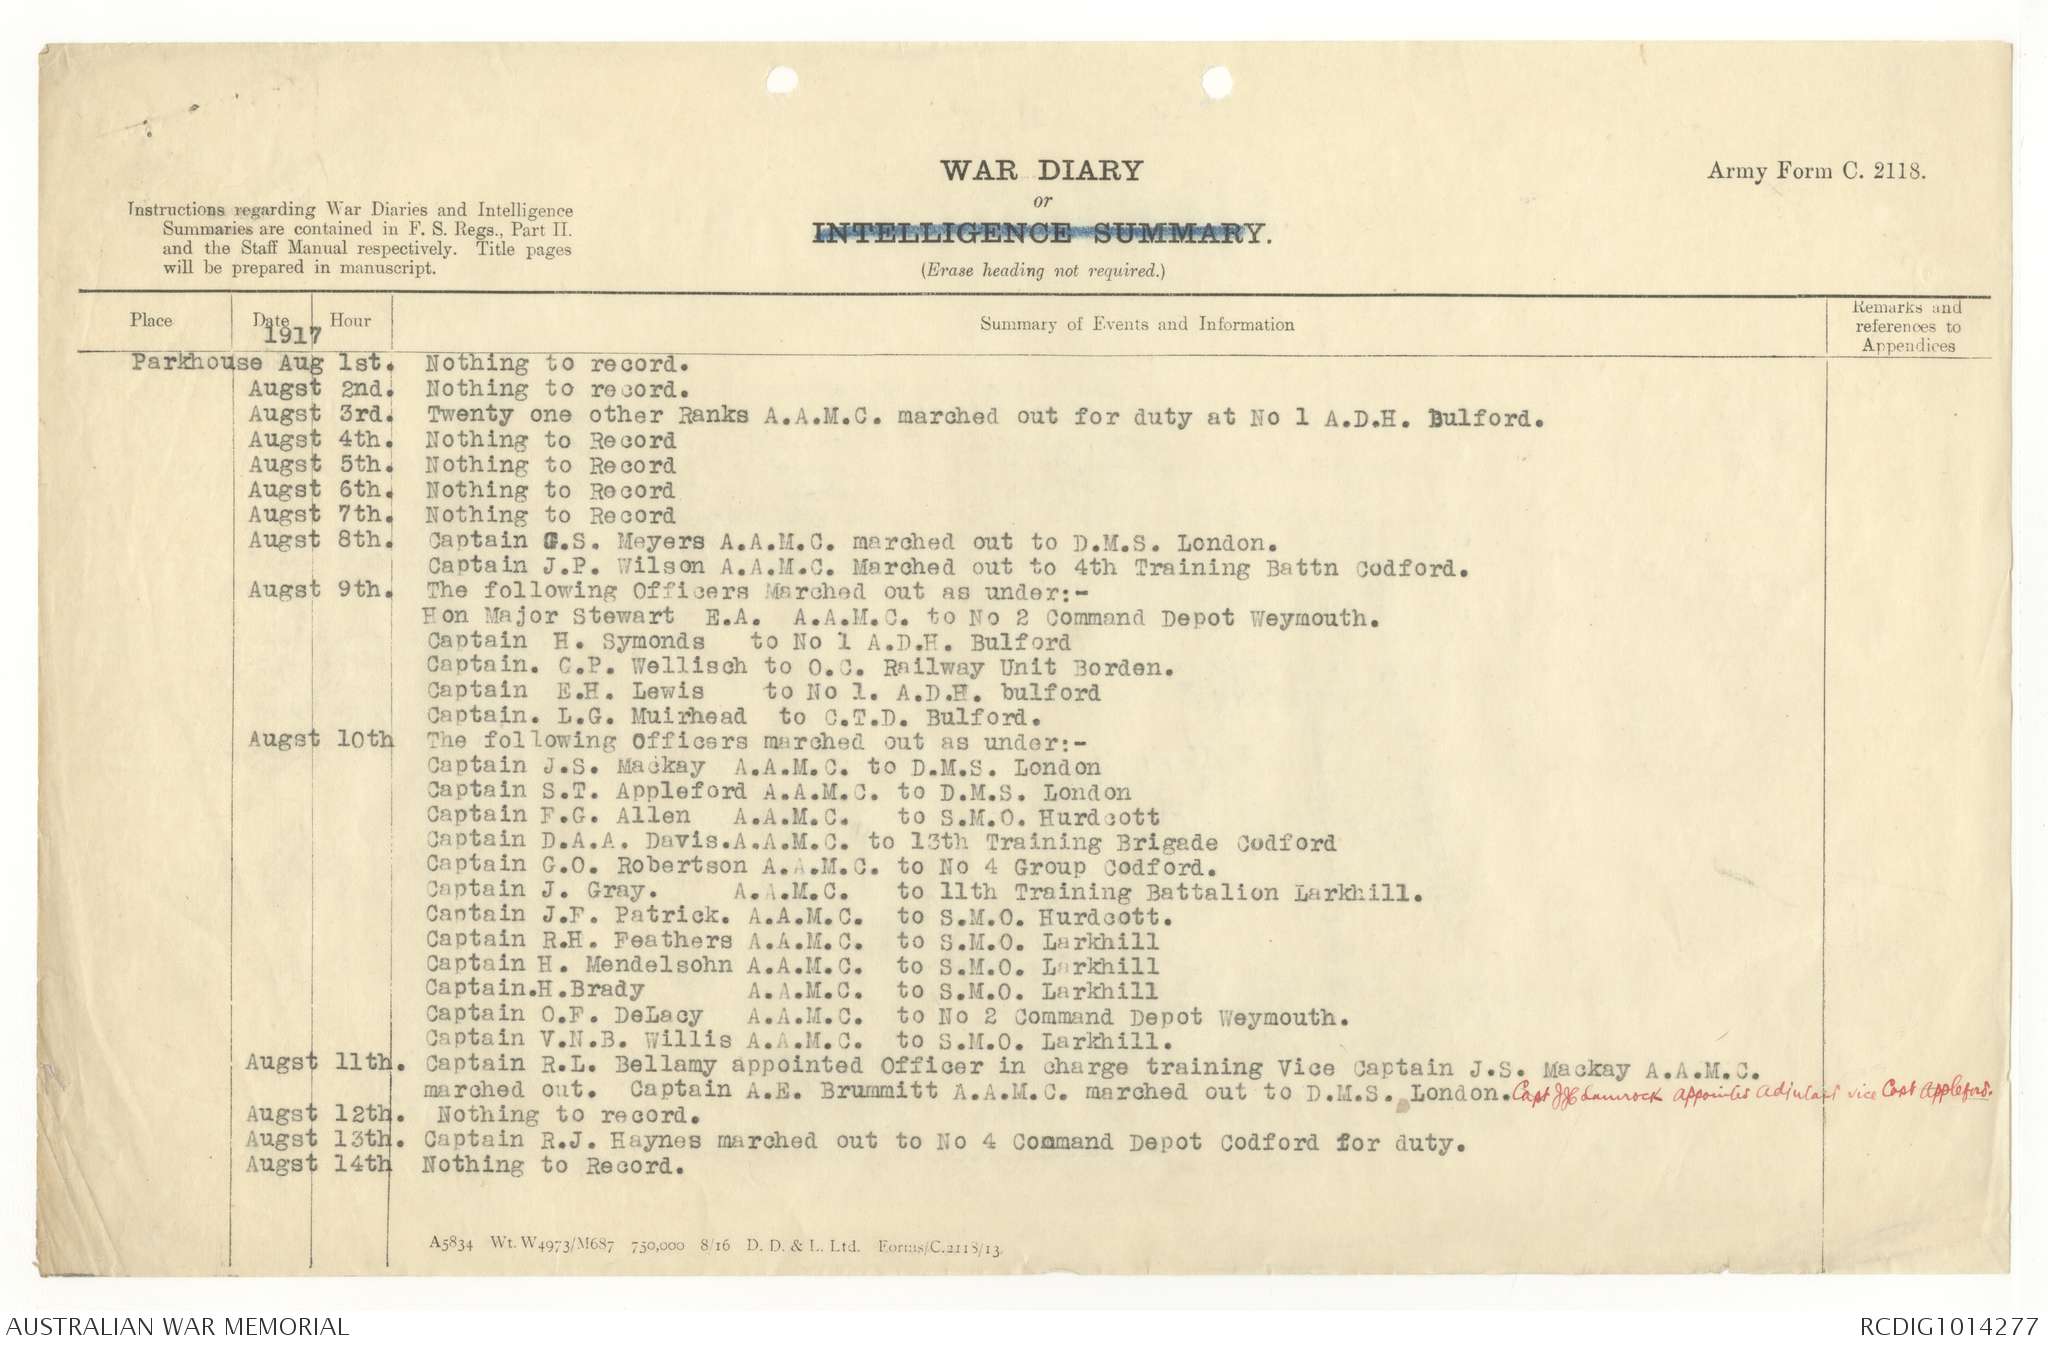 WAR DIARY
or
INTELLIGENCE SUMMARY.
(Erase heading not required.)
Army Form C. 2118.
Instructions regarding War Diaries and Intelligence
Summaries are contained in F. S. Regs., Part II.
and the Staff Manual respectively. Title pages
will be prepared in manuscript.
Place Date Hour Summary of Events and Information Remarks and references to Appendices
1917
Parkhouse Aug 1st. Nothing to record.
Augst 2nd. Nothing to record.
Augst 3rd. Twenty one other Ranks A.A.M.C. marched out for duty at No 1 A.D.H. Bulford.
Augst 4th. Nothing to Record
Augst 5th. Nothing to Record
Augst 6th. Nothing to Record
Augst 7th. Nothing to Record
Augst 8th. Captain G.S. Meyers A.A.M.C. marched out to D.M.S. London.
Captain J.P. Wilson A.A.M.C. Marched out to 4th Training Battn Codford.
Augst 9th. The following Officers Marched out as under:-
Hon Major Stewart E.A. A.A.M.C. to No 2 Command Depot Weymouth.
Captain H. Symonds to No 1 A.D.H. Bulford
Captain. C.P. Wellisch to O.C. Railway Unit Borden.
Captain E.H. Lewis to No 1. A.D.H. bulford
Captain. L.G. Muirhead to C.T.D. Bulford.
Augst 10th The following Officers marched out as under:-
Captain J.S. Mackay A.A.M.C. to D.M.S. London
Captain S.T. Appleford A.A.M.C. to D.M.S. London
Captain F.G. Allen A.A.M.C. to S.M.O. Hurdcott
Captain D.A.A. Davis.A.A.M.C. to 13th Training Brigade Codford
Captain G.O. Robertson A.A.M.C. to No 4 Group Codford.
Captain J. Gray. A.A.M.C. to 11th Training Battalion Larkhill.
Captain J.F. Patrick. A.A.M.C. to S.M.O. Hurdcott.
Captain R.H. Feathers A.A.M.C. to S.M.O. Larkhill
Captain H. Mendelsohn A.A.M.C. to S.M.O. Larkhill
Captain.H.Brady A.A.M.C. to S.M.O. Larkhill
Captain O.F. DeLacy A.A.M.C. to No 2 Command Depot Weymouth.
Captain V.N.B. Willis A.A.M.C. to S.M.O. Larkhill.
Augst 11th. Captain R.L. Bellamy appointed Officer in charge training Vice Captain J.S. Mackay A.A.M.C.
marched out. Captain A.E. Brummitt A.A.M.C. marched out to D.M.S. London. Capt Lamrock appointed Adjutant vice Capt Appleford.
Augst 12th. Nothing to record.
Augst 13th. Captain R.J. Haynes marched out to No 4 Command Depot Codford for duty.
Augst 14th Nothing to Record.
A5834 Wt. W4973/M687 750,000 8/16 D. D. & L. Ltd. Forms/C.2118/13.
AUSTRALIAN WAR MEMORIAL
RCDIG1014277